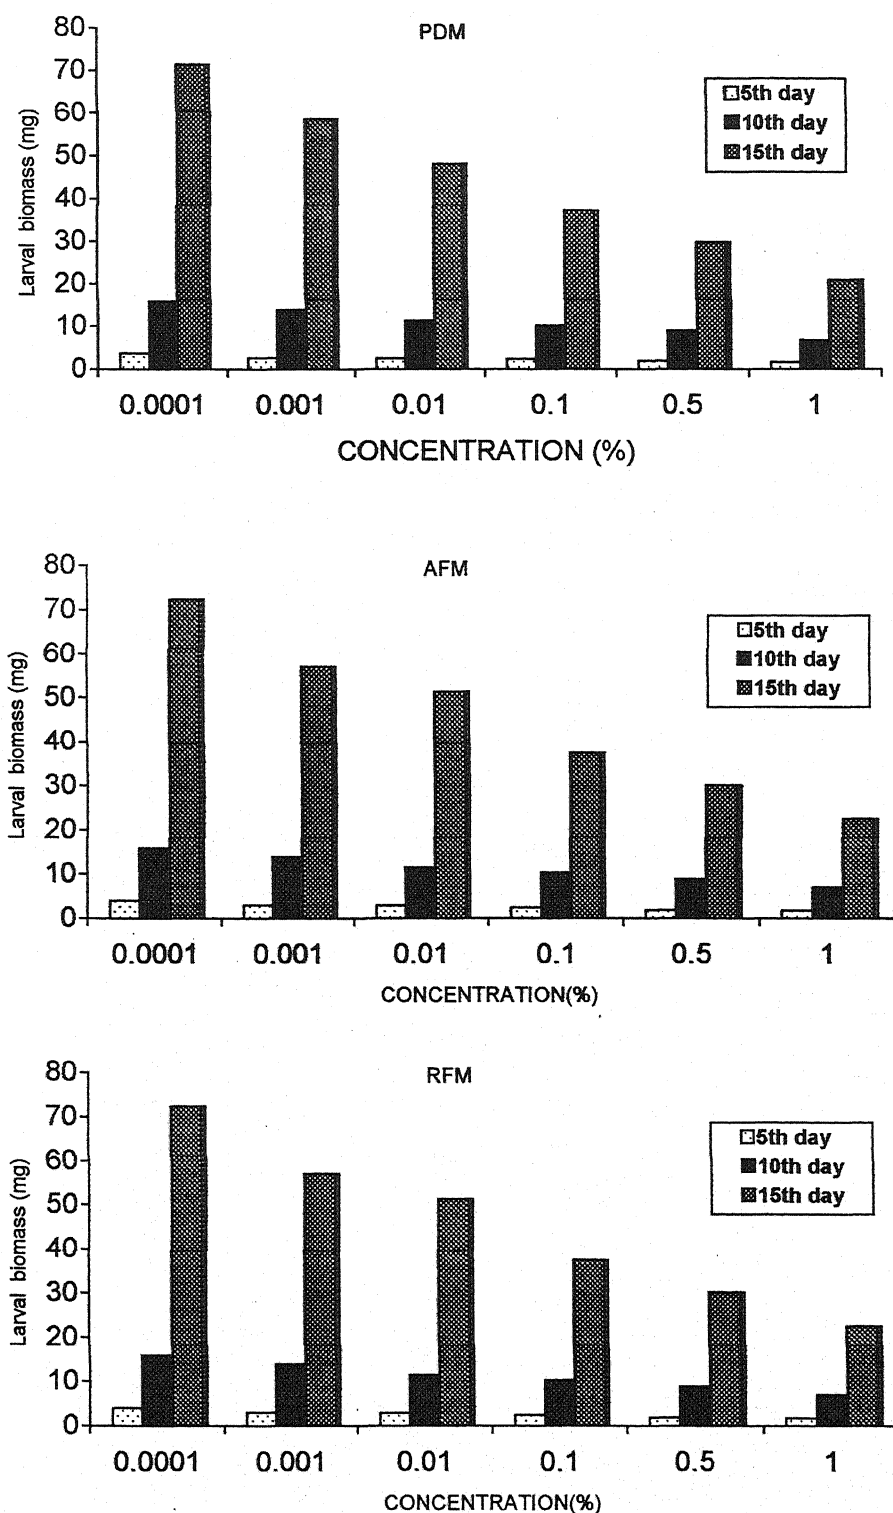 PDM
80
70
60
50
40
30
20
10
0
Larval biomass (mg)
5th day
10th day
15th day
0.0001 0.001 0.01 0.1 0.5 1
CONCENTRATION (%)
AFM
80
70
60
50
40
30
20
10
0
Larval biomass (mg)
5th day
10th day
15th day
0.0001 0.001 0.01 0.1 0.5 1
CONCENTRATION(%)
RFM
80
70
60
50
40
30
20
10
0
Larval biomass (mg)
5th day
10th day
15th day
0.0001 0.001 0.01 0.1 0.5 1
CONCENTRATION(%)